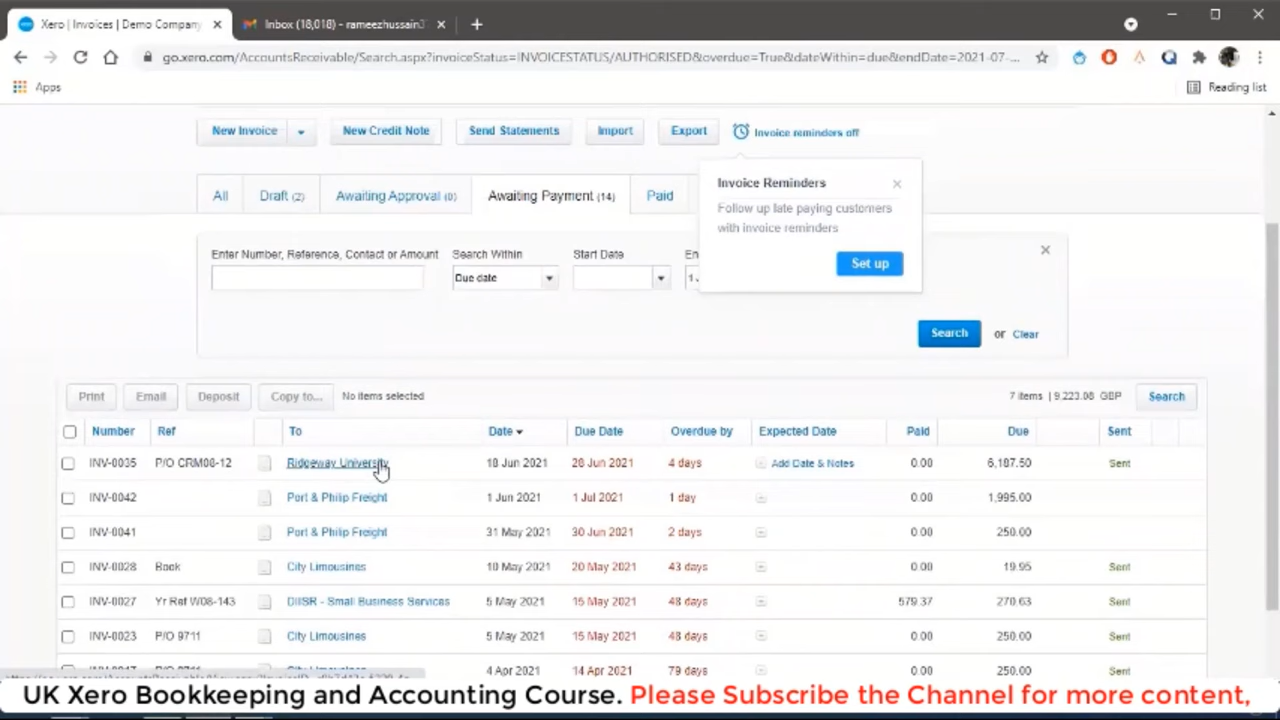 Xero | Invoices | Demo Company
Inbox (18,018) - rameezhussain3
go.xero.com/AccountsReceivable/Search.aspx?invoiceStatus=INVOICESTATUS/AUTHORISED&overdue=True&dateWithin=due&endDate=2021-07-...
Apps
Reading list
New Invoice
New Credit Note
Send Statements
Import
Export
Invoice reminders off
Invoice Reminders
Follow up late paying customers
with invoice reminders
Set up
All
Draft (2)
Awaiting Approval (0)
Awaiting Payment (14)
Paid
Enter Number, Reference, Contact or Amount
Search Within
Start Date
Due date
Search
or
Clear
Print
Email
Deposit
Copy to...
No items selected
7 items | 9,223.08 GBP
Search
Number Ref To Date Due Date Overdue by Expected Date Paid Due Sent
INV-0035 P/O CRM08-12 Ridgeway University 18 Jun 2021 28 Jun 2021 4 days Add Date & Notes 0.00 6,187.50 Sent
INV-0042 Port & Philip Freight 1 Jun 2021 1 Jul 2021 1 day 0.00 1,995.00
INV-0041 Port & Philip Freight 31 May 2021 30 Jun 2021 2 days 0.00 250.00
INV-0028 Book City Limousines 10 May 2021 20 May 2021 43 days 0.00 19.95 Sent
INV-0027 Yr Ref W08-143 DIISR - Small Business Services 5 May 2021 15 May 2021 48 days 579.37 270.63 Sent
INV-0023 P/O 9711 City Limousines 5 May 2021 15 May 2021 48 days 0.00 250.00 Sent
INV-0017 P/O 9711 City Limousines 4 Apr 2021 14 Apr 2021 79 days 0.00 250.00 Sent
UK Xero Bookkeeping and Accounting Course. Please Subscribe the Channel for more content,